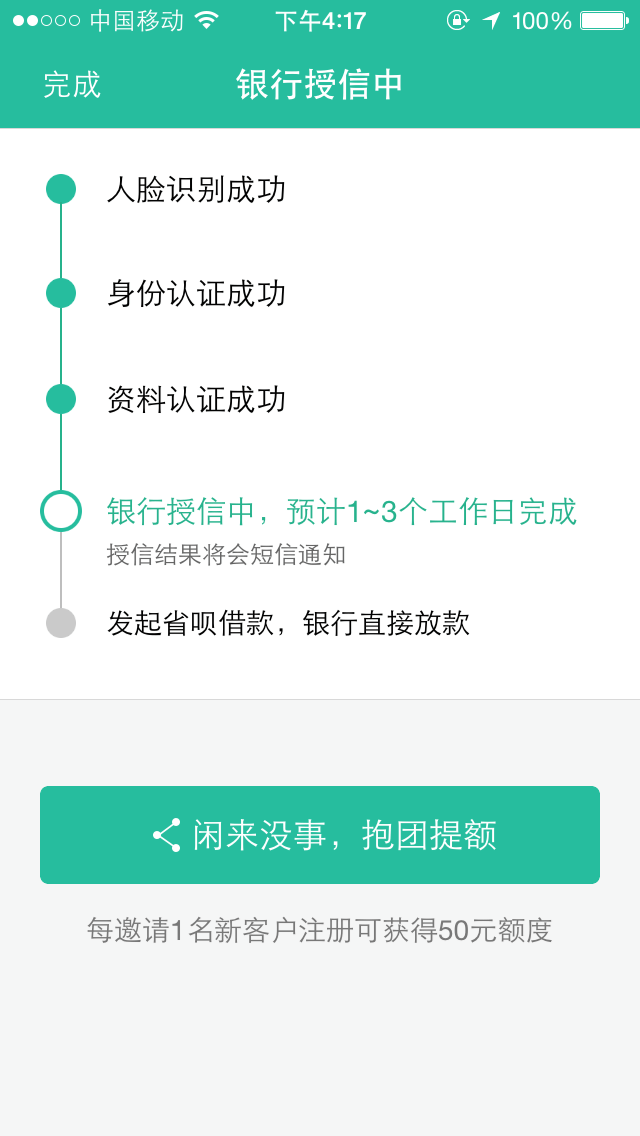 中国移动 下午4:17 100%
完成 银行授信中
人脸识别成功
身份认证成功
资料认证成功
银行授信中，预计1~3个工作日完成
授信结果将会短信通知
发起省呗借款，银行直接放款
闲来没事，抱团提额
每邀请1名新客户注册可获得50元额度